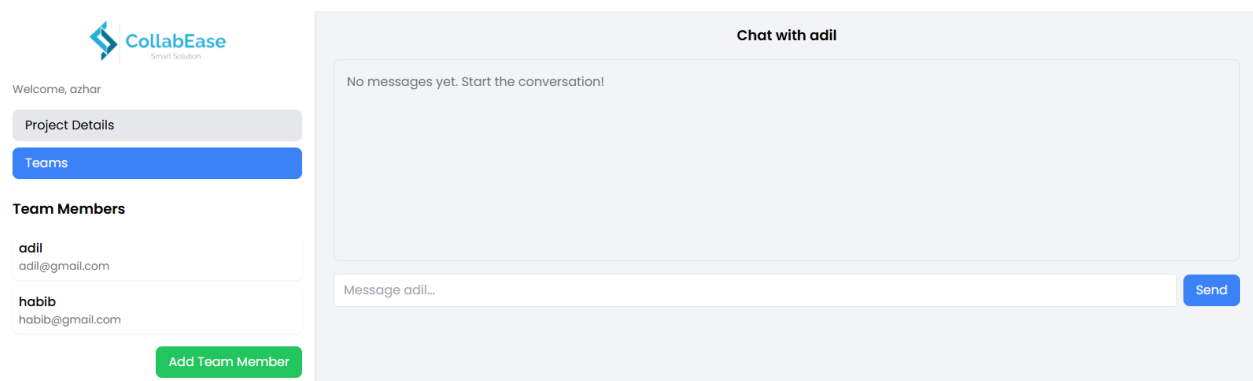 CollabEase
Smart Solution
Welcome, azhar
Project Details
Teams
Team Members
adil
adil@gmail.com
habib
habib@gmail.com
Add Team Member
Chat with adil
No messages yet. Start the conversation!
Message adil...
Send